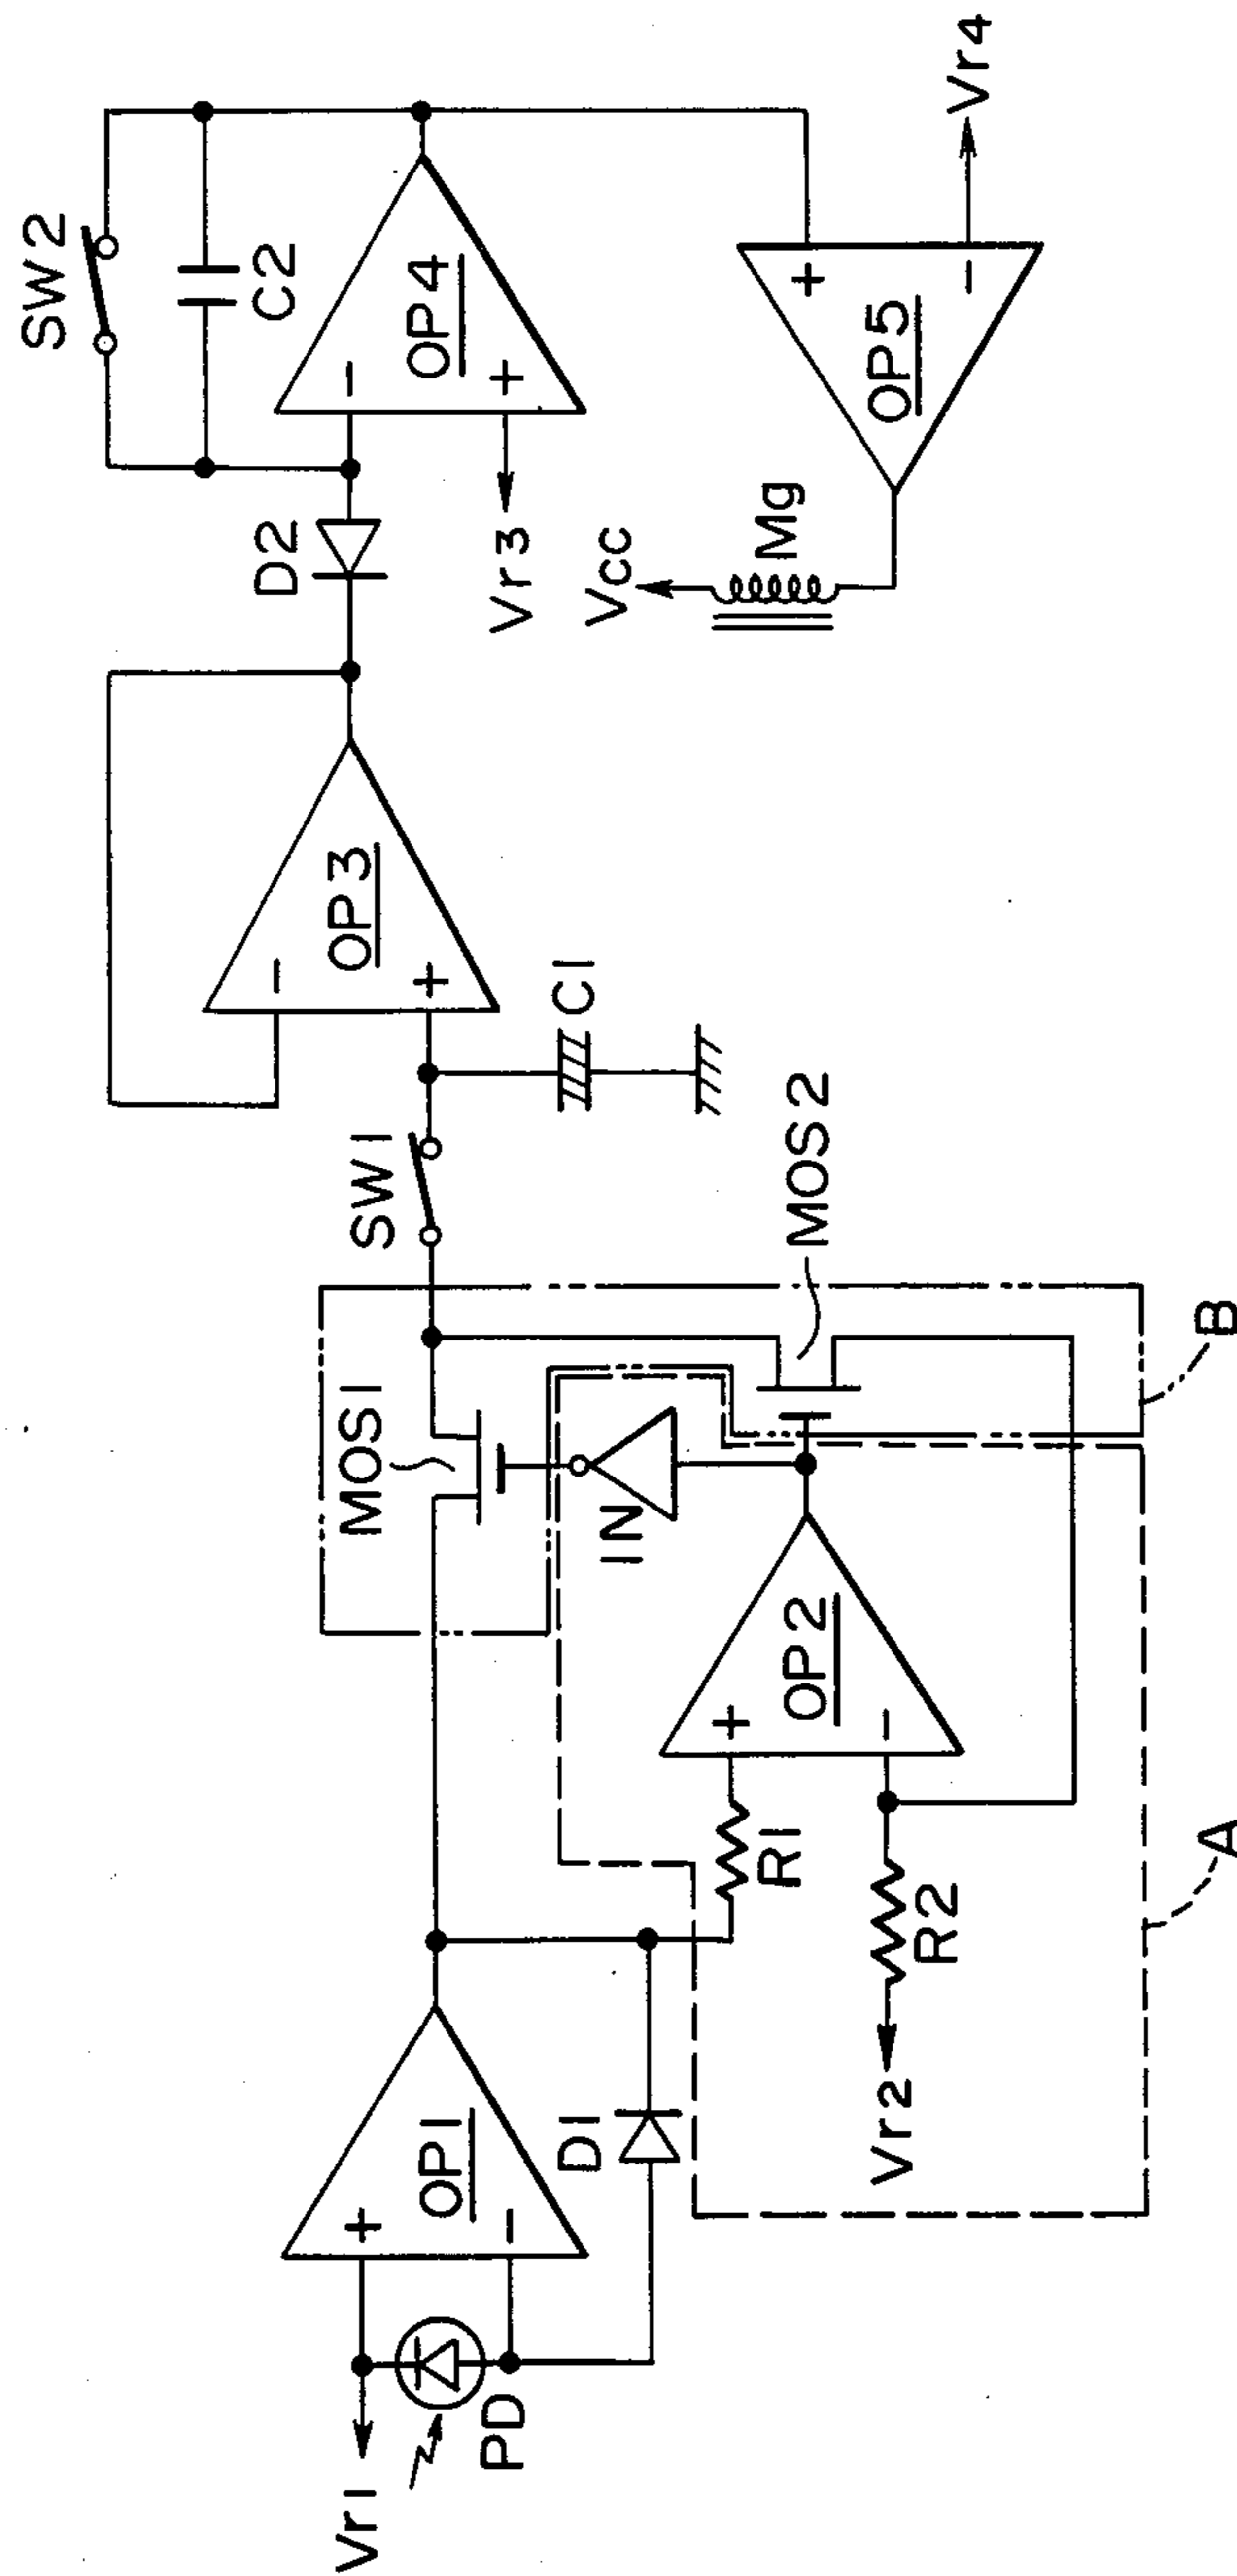 Vr1
PD
+
-
OP1
D1
Vr2
R2
R1
+
-
OP2
IN
MOS1
MOS2
A
B
SW1
C1
-
+
OP3
D2
Vr3
-
+
OP4
C2
SW2
Vcc
Mg
OP5
+
-
Vr4